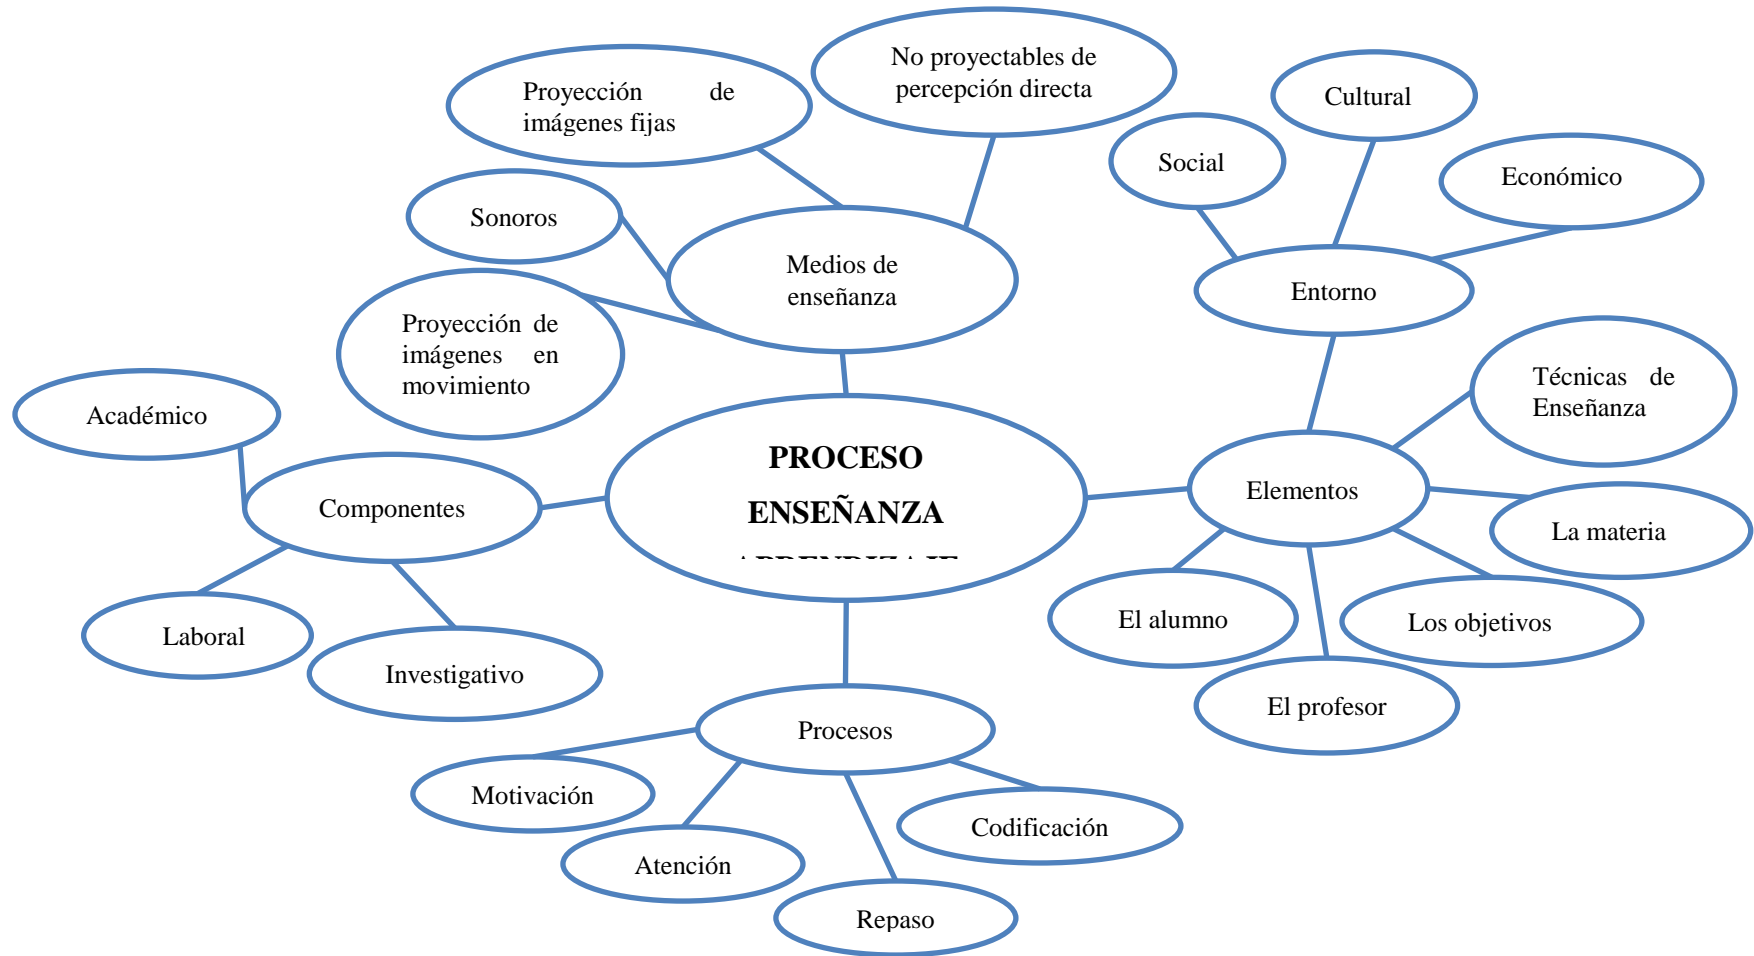 No proyectables de
percepción directa
Proyección de
imágenes fijas
Cultural
Social
Económico
Sonoros
Medios de
enseñanza
Entorno
Proyección de
imágenes en
movimiento
Técnicas de
Enseñanza
Académico
PROCESO
ENSEÑANZA
Componentes
Elementos
La materia
El alumno
Los objetivos
Laboral
Investigativo
El profesor
Procesos
Motivación
Codificación
Atención
Repaso